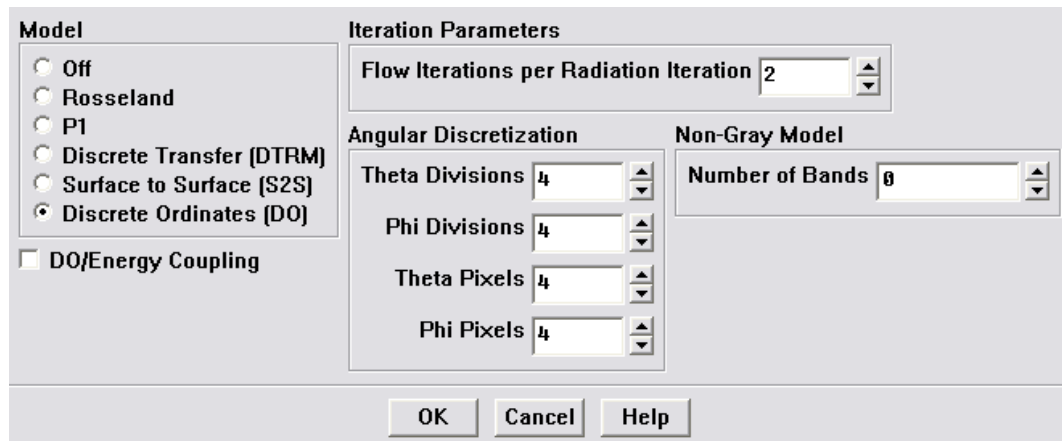 Model
Off
Rosseland
P1
Discrete Transfer (DTRM)
Surface to Surface (S2S)
Discrete Ordinates (DO)
DO/Energy Coupling
Iteration Parameters
Flow Iterations per Radiation Iteration 2
Angular Discretization
Theta Divisions 4
Phi Divisions 4
Theta Pixels 4
Phi Pixels 4
Non-Gray Model
Number of Bands 0
OK Cancel Help